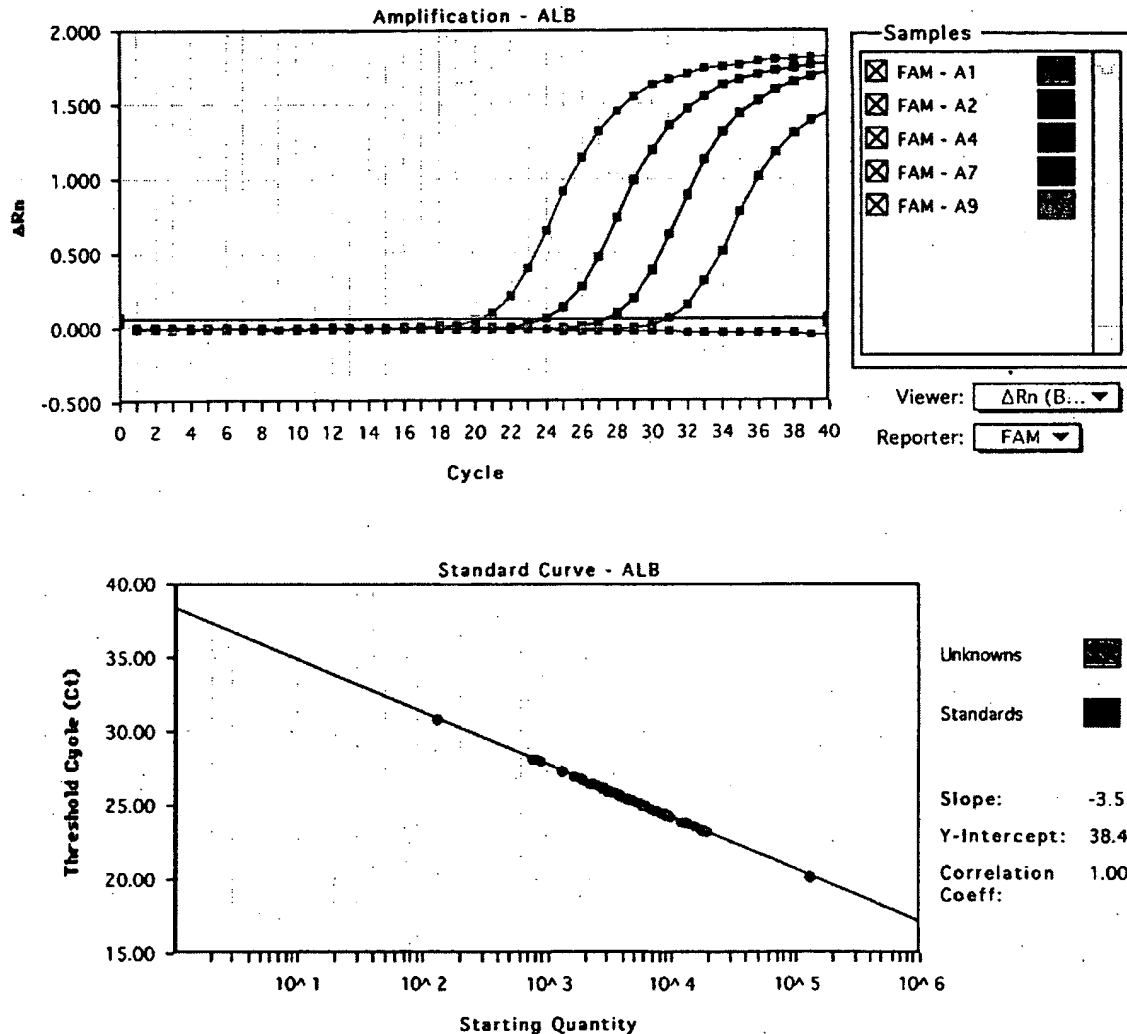 Amplification - ALB
2.000
1.500
1.000
0.500
0.000
-0.500
ΔRn
0 2 4 6 8 10 12 14 16 18 20 22 24 26 28 30 32 34 36 38 40
Cycle
Samples
FAM - A1
FAM - A2
FAM - A4
FAM - A7
FAM - A9
Viewer: ΔRn (B... ▼
Reporter: FAM ▼
Standard Curve - ALB
40.00
35.00
30.00
25.00
20.00
15.00
Threshold Cycle (Ct)
10^1 10^2 10^3 10^4 10^5 10^6
Starting Quantity
Unknowns
Standards
Slope: -3.5
Y-Intercept: 38.4
Correlation 1.00
Coeff: